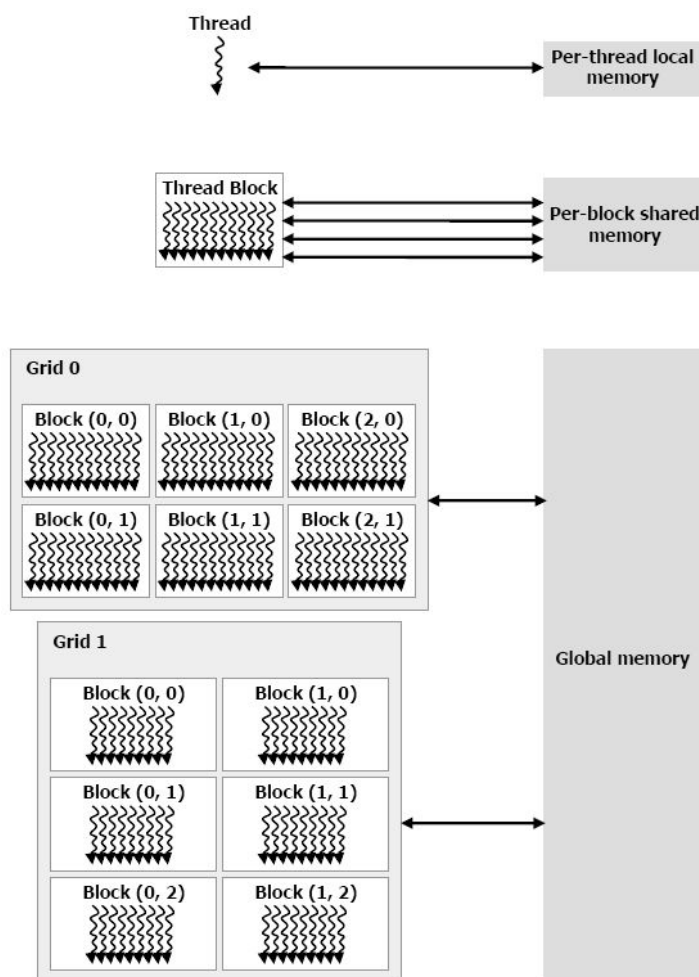 Thread
Per-thread local
memory
Thread Block
Per-block shared
memory
Grid 0
Block (0, 0) Block (1, 0) Block (2, 0)
Block (0, 1) Block (1, 1) Block (2, 1)
Global memory
Grid 1
Block (0, 0) Block (1, 0)
Block (0, 1) Block (1, 1)
Block (0, 2) Block (1, 2)